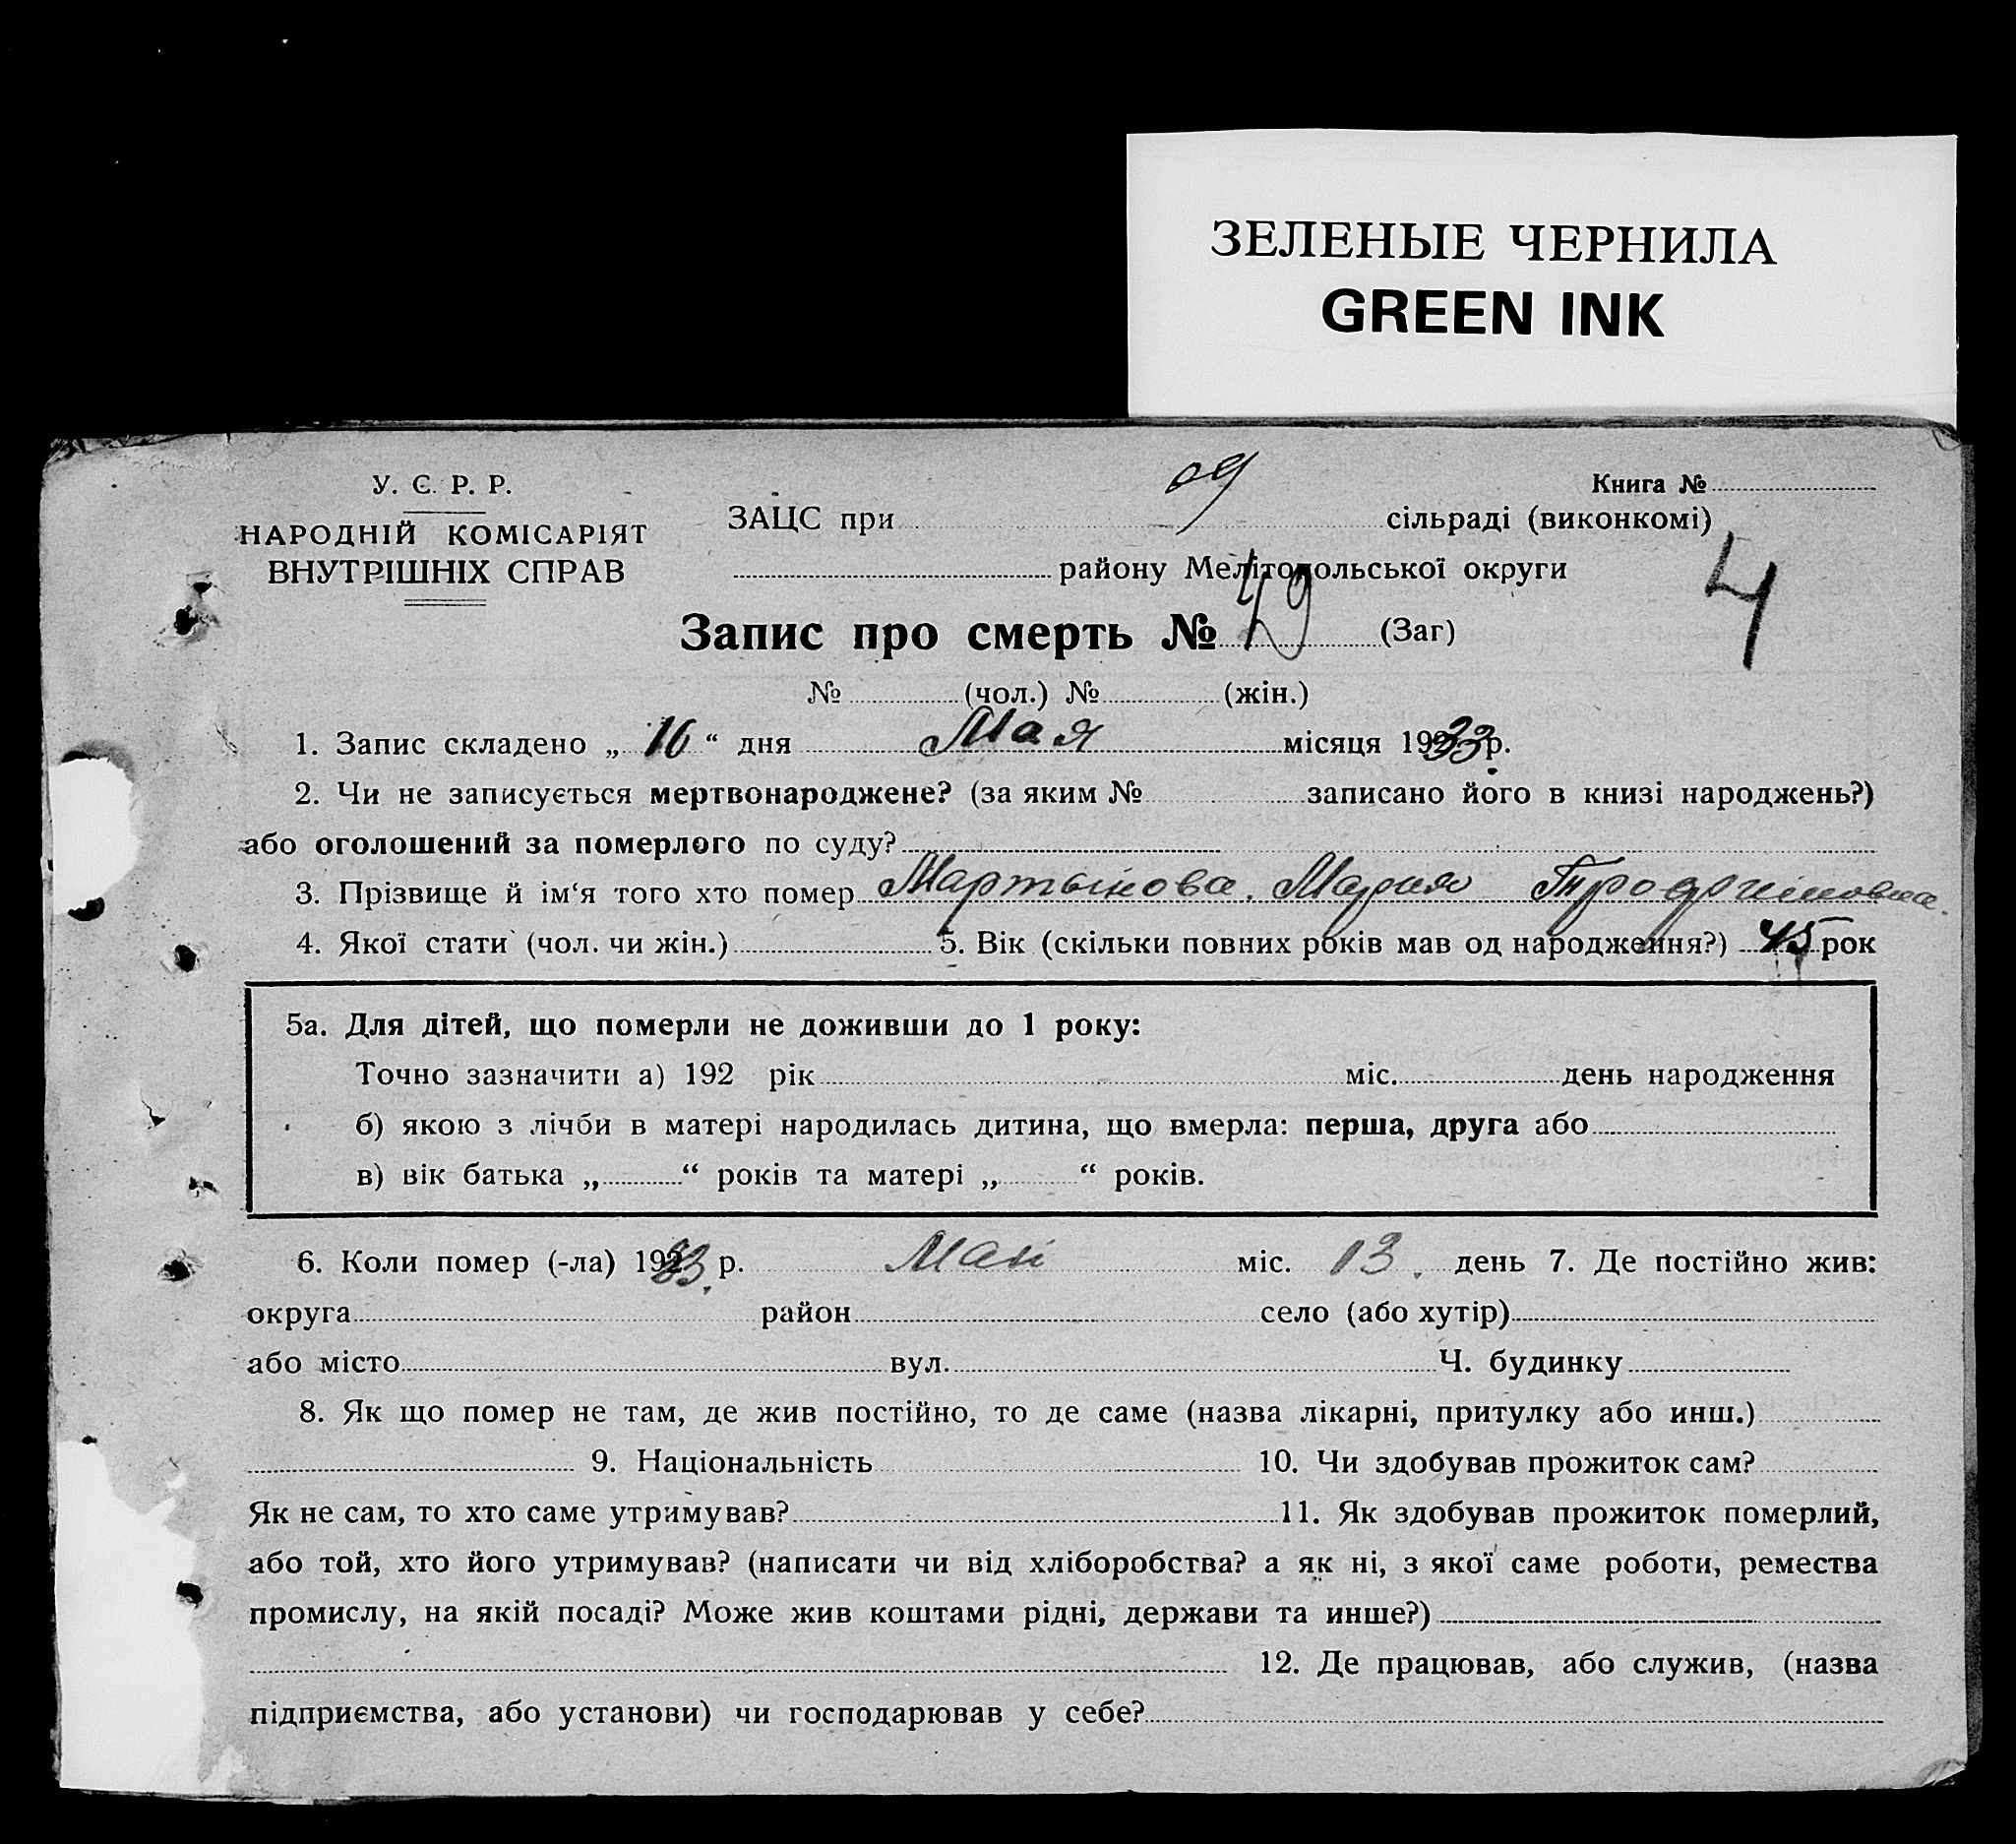 ЗЕЛЕНЫЕ ЧЕРНИЛА
GREEN INK
У. Є. Р. Р.
НАРОДНІЙ КОМІСАРІЯТ
ВНУТРІШНІХ СПРАВ
Книга №
ЗАЦС при сільраді (виконкомі)
району Мелітопольської округи
4
Запис про смерть № 49 (Заг)
№ (чол.) № (жін.)
1. Запис складено „ 16 “ дня Мая місяця 1933 р.
2. Чи не записується мертвонароджене? (за яким № записано його в книзі народжень?)
або оголошений за померлого по суду?
3. Прізвище й ім‘я того хто помер Мартынова. Мария Трофимовна.
4. Якої стати (чол. чи жін.) 5. Вік (скільки повних років мав од народження?) 45 рок
5а. Для дітей, що померли не доживши до 1 року:
Точно зазначити а) 192 рік міс. день народження
б) якою з лічби в матері народилась дитина, що вмерла: перша, друга або
в) вік батька „ “ років та матері „ “ років.
6. Коли помер (-ла) 1933. р. Май міс. 13. день 7. Де постійно жив:
округа район село (або хутір)
або місто вул. Ч. будинку
8. Як що помер не там, де жив постійно, то де саме (назва лікарні, притулку або инш.)
9. Національність 10. Чи здобував прожиток сам?
Як не сам, то хто саме утримував? 11. Як здобував прожиток померлий,
або той, хто його утримував? (написати чи від хліборобства? а як ні, з якої саме роботи, ремества
промислу, на якій посаді? Може жив коштами рідні, держави та инше?)
12. Де працював, або служив, (назва
підприємства, або установи) чи господарював у себе?